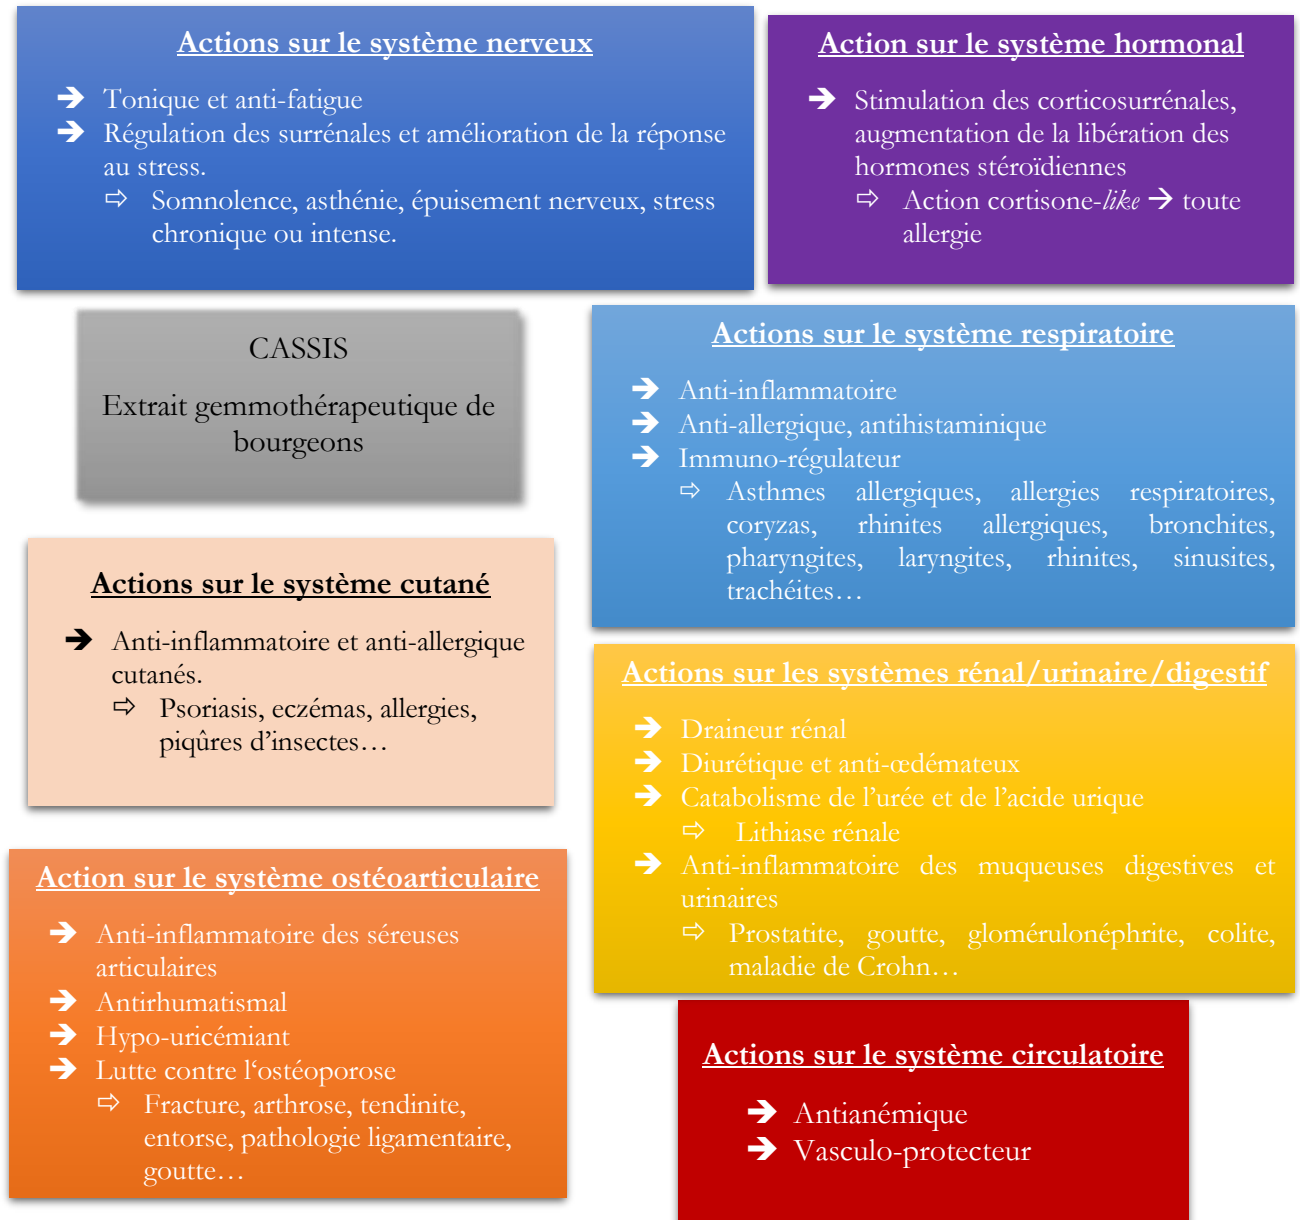 Actions sur le système nerveux
➔ Tonique et anti-fatigue
➔ Régulation des surrénales et amélioration de la réponse
au stress.
⇨ Somnolence, asthénie, épuisement nerveux, stress
chronique ou intense.
Action sur le système hormonal
➔ Stimulation des corticosurrénales,
augmentation de la libération des
hormones stéroïdiennes
⇨ Action cortisone-like ➔ toute
allergie
CASSIS
Extrait gemmothérapeutique de
bourgeons
Actions sur le système respiratoire
➔ Anti-inflammatoire
➔ Anti-allergique, antihistaminique
➔ Immuno-régulateur
⇨ Asthmes allergiques, allergies respiratoires,
coryzas, rhinites allergiques, bronchites,
pharyngites, laryngites, rhinites, sinusites,
trachéites…
Actions sur le système cutané
➔ Anti-inflammatoire et anti-allergique
cutanés.
⇨ Psoriasis, eczémas, allergies,
piqûres d’insectes…
Actions sur les systèmes rénal/urinaire/digestif
➔ Draineur rénal
➔ Diurétique et anti-œdémateux
➔ Catabolisme de l’urée et de l’acide urique
⇨ Lithiase rénale
➔ Anti-inflammatoire des muqueuses digestives et
urinaires
⇨ Prostatite, goutte, glomérulonéphrite, colite,
maladie de Crohn…
Action sur le système ostéoarticulaire
➔ Anti-inflammatoire des séreuses
articulaires
➔ Antirhumatismal
➔ Hypo-uricémiant
➔ Lutte contre l‘ostéoporose
⇨ Fracture, arthrose, tendinite,
entorse, pathologie ligamentaire,
goutte…
Actions sur le système circulatoire
➔ Antianémique
➔ Vasculo-protecteur